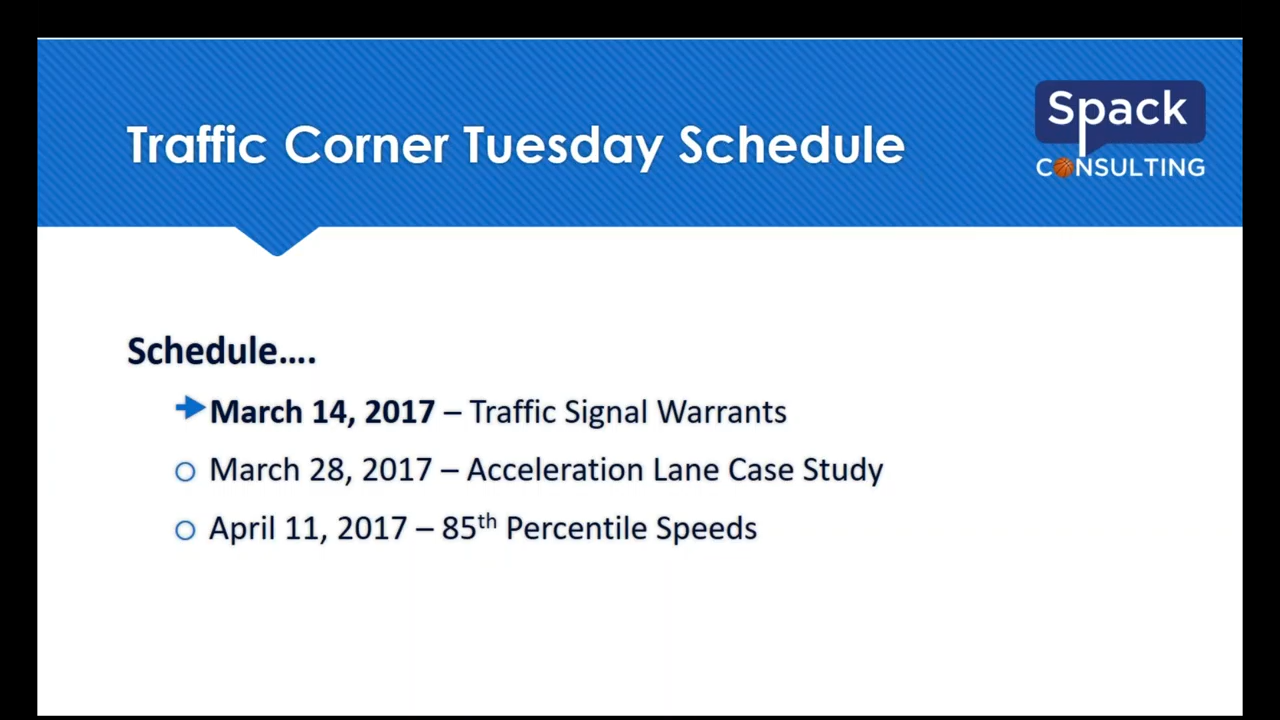 Traffic Corner Tuesday Schedule
Spack
CONSULTING
Schedule....
March 14, 2017 – Traffic Signal Warrants
March 28, 2017 – Acceleration Lane Case Study
April 11, 2017 – 85th Percentile Speeds